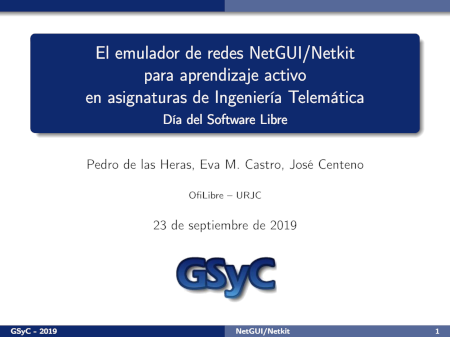 El emulador de redes NetGUI/Netkit
para aprendizaje activo
en asignaturas de Ingeniería Telemática
Día del Software Libre
Pedro de las Heras, Eva M. Castro, José Centeno
OfiLibre – URJC
23 de septiembre de 2019
GSyC
GSyC - 2019 NetGUI/Netkit 1